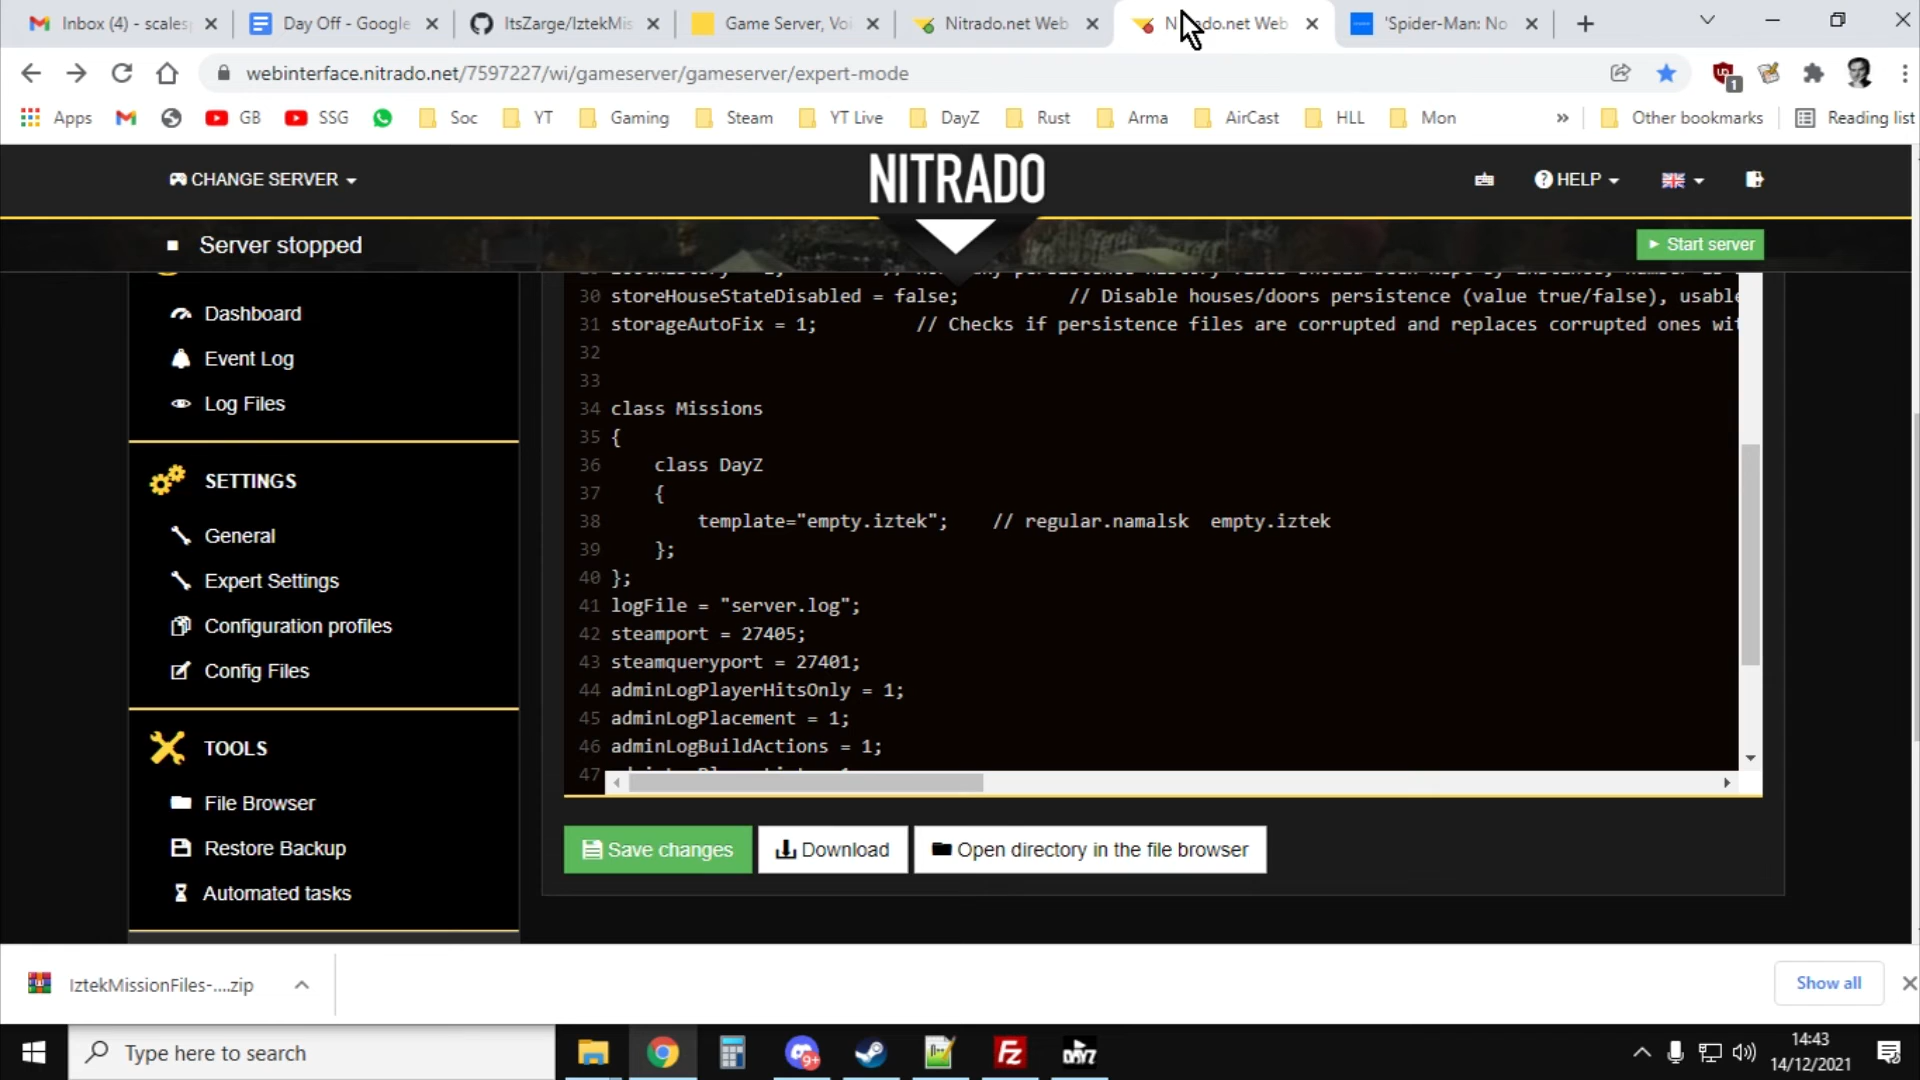 Inbox (4) - scales
Day Off - Google
ItsZarge/IztekMis
Game Server, Voi
Nitrado.net Web
Nitrado.net Web
'Spider-Man: No
webinterface.nitrado.net/7597227/wi/gameserver/gameserver/expert-mode
1
Apps
GB
SSG
Soc
YT
Gaming
Steam
YT Live
DayZ
Rust
Arma
AirCast
HLL
Mon
»
Other bookmarks
Reading list
CHANGE SERVER
NITRADO
HELP
Server stopped
Start server
Dashboard
Event Log
Log Files
SETTINGS
General
Expert Settings
Configuration profiles
Config Files
TOOLS
File Browser
Restore Backup
Automated tasks
30 storeHouseStateDisabled = false; // Disable houses/doors persistence (value true/false), usable
31 storageAutoFix = 1; // Checks if persistence files are corrupted and replaces corrupted ones wit
32
33
34 class Missions
35 {
36 class DayZ
37 {
38 template="empty.iztek"; // regular.namalsk empty.iztek
39 };
40 };
41 logFile = "server.log";
42 steamport = 27405;
43 steamqueryport = 27401;
44 adminLogPlayerHitsOnly = 1;
45 adminLogPlacement = 1;
46 adminLogBuildActions = 1;
47
Save changes
Download
Open directory in the file browser
IztekMissionFiles-....zip
Show all
Type here to search
9+
DAYZ
14:43
14/12/2021